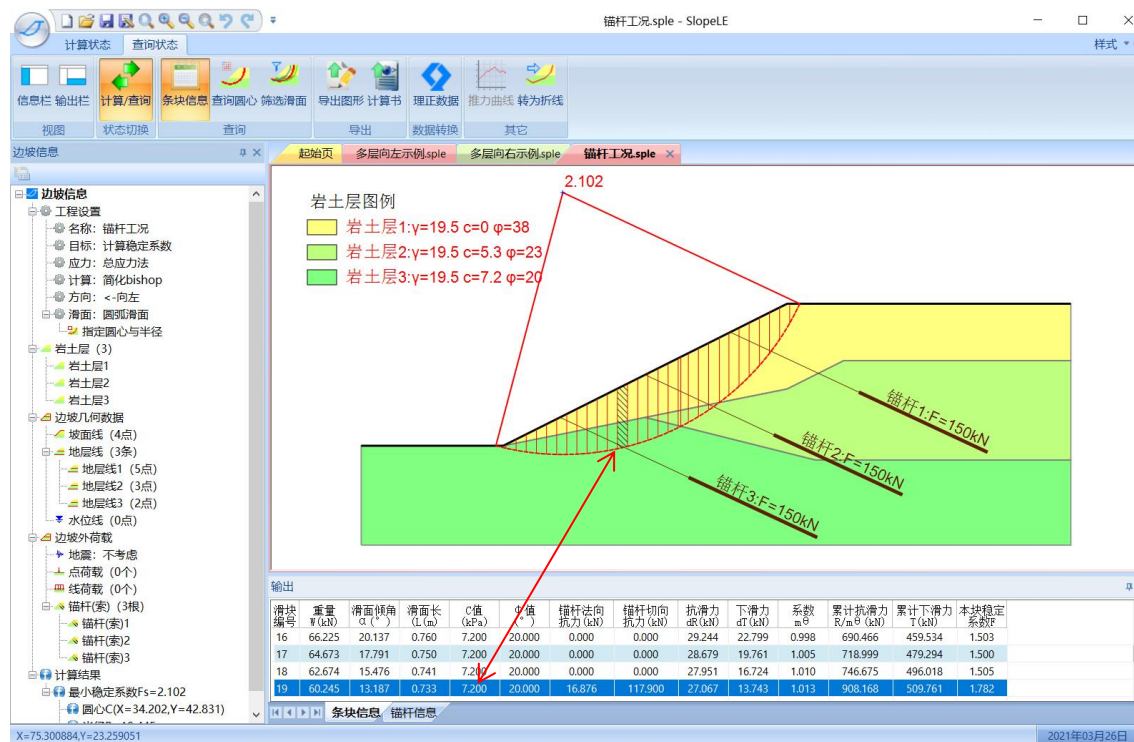 锚杆工况.sple - SlopeLE
计算状态 查询状态 样式
信息栏 输出栏 计算/查询 条块信息 查询圆心 筛选滑面 导出图形 计算书 理正数据 推力曲线 转为折线
视图 状态切换 查询 导出 数据转换 其它
边坡信息
起始页 多层向左示例.sple 多层向右示例.sple 锚杆工况.sple
边坡信息
工程设置
名称：锚杆工况
目标：计算稳定系数
应力：总应力法
计算：简化bishop
方向：<-向左
滑面：圆弧滑面
指定圆心与半径
岩土层 (3)
岩土层1
岩土层2
岩土层3
边坡几何数据
坡面线 (4点)
地层线 (3条)
地层线1 (5点)
地层线2 (3点)
地层线3 (2点)
水位线 (0点)
边坡外荷载
地震：不考虑
点荷载 (0个)
线荷载 (0个)
锚杆(索) (3根)
锚杆(索)1
锚杆(索)2
锚杆(索)3
计算结果
最小稳定系数Fs=2.102
圆心C(X=34.202,Y=42.831)
2.102
岩土层图例
岩土层1:γ=19.5 c=0 φ=38
岩土层2:γ=19.5 c=5.3 φ=23
岩土层3:γ=19.5 c=7.2 φ=20
锚杆1:F=150kN
锚杆2:F=150kN
锚杆3:F=150kN
输出
滑块编号 重量W(kN) 滑面倾角α(°) 滑面长(L(m) C值(kPa) Φ值(°) 锚杆法向抗力(kN) 锚杆切向抗力(kN) 抗滑力dR(kN) 下滑力dT(kN) 系数mθ 累计抗滑力R/mθ(kN) 累计下滑力T(kN) 本块稳定系数F
16 66.225 20.137 0.760 7.200 20.000 0.000 0.000 29.244 22.799 0.998 690.466 459.534 1.503
17 64.673 17.791 0.750 7.200 20.000 0.000 0.000 28.679 19.761 1.005 718.999 479.294 1.500
18 62.674 15.476 0.741 7.200 20.000 0.000 0.000 27.951 16.724 1.010 746.675 496.018 1.505
19 60.245 13.187 0.733 7.200 20.000 16.876 117.900 27.067 13.743 1.013 908.168 509.761 1.782
条块信息 锚杆信息
X=75.300884,Y=23.259051 2021年03月26日